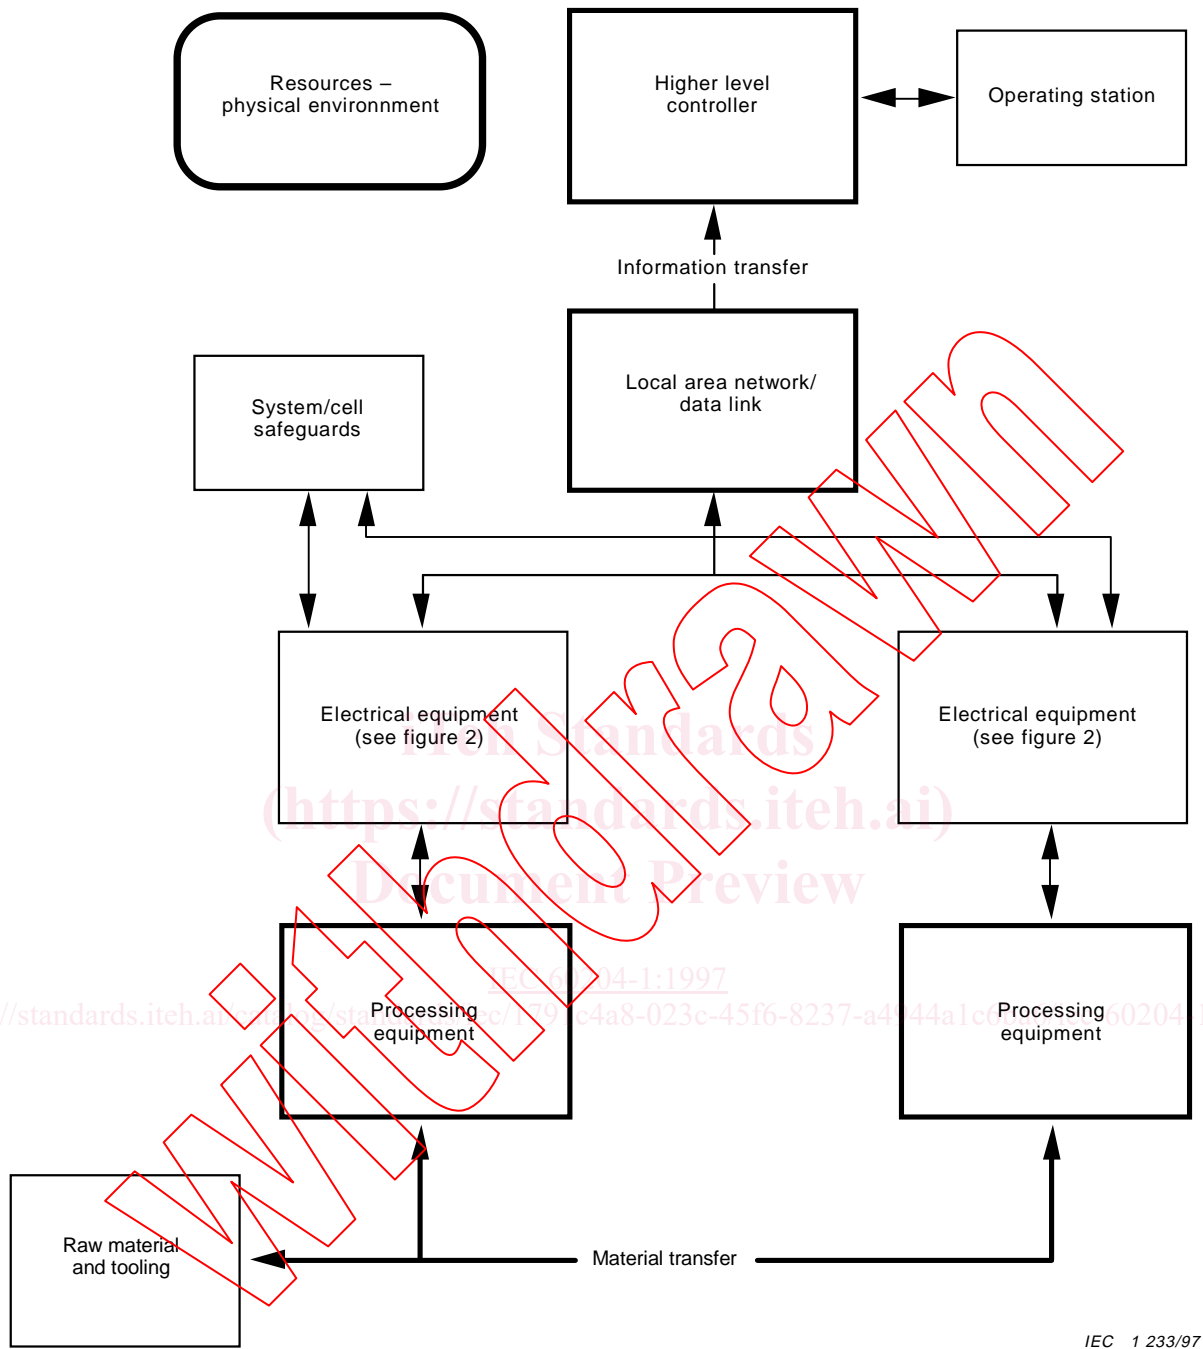 Resources –
physical environnment
Higher level
controller
Operating station
Information transfer
Local area network/
data link
System/cell
safeguards
Electrical equipment
(see figure 2)
Electrical equipment
(see figure 2)
iTeh Standards
(https://standards.iteh.ai)
Document Preview
IEC 60204-1:1997
Processing
equipment
Processing
equipment
Raw material
and tooling
Material transfer
Withdrawn
IEC 1 233/97